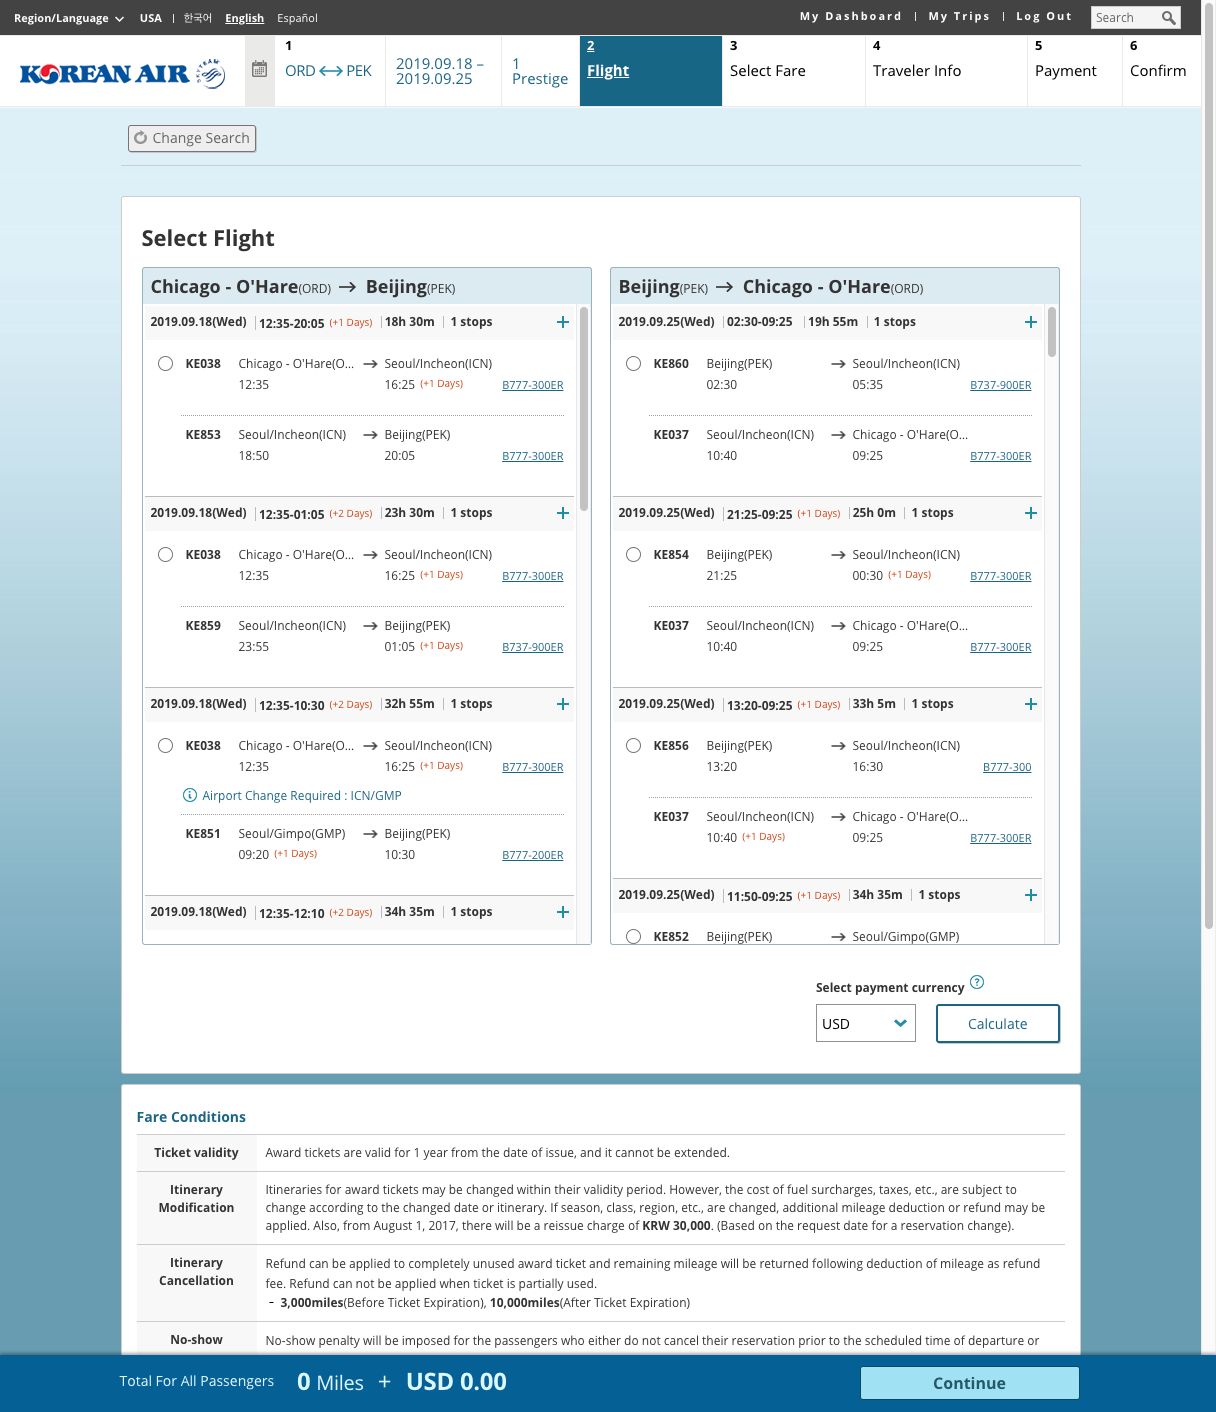 Region/Language USA | 한국어 English Español
My Dashboard | My Trips | Log Out Search
KOREAN AIR
1
ORD PEK
2019.09.18 –
2019.09.25
1
Prestige
2
Flight
3
Select Fare
4
Traveler Info
5
Payment
6
Confirm
Change Search
Select Flight
Chicago - O'Hare(ORD) → Beijing(PEK)
2019.09.18(Wed) | 12:35-20:05 (+1 Days) | 18h 30m | 1 stops +
KE038 Chicago - O'Hare(O... → Seoul/Incheon(ICN)
12:35 16:25 (+1 Days) B777-300ER
KE853 Seoul/Incheon(ICN) → Beijing(PEK)
18:50 20:05 B777-300ER
2019.09.18(Wed) | 12:35-01:05 (+2 Days) | 23h 30m | 1 stops +
KE038 Chicago - O'Hare(O... → Seoul/Incheon(ICN)
12:35 16:25 (+1 Days) B777-300ER
KE859 Seoul/Incheon(ICN) → Beijing(PEK)
23:55 01:05 (+1 Days) B737-900ER
2019.09.18(Wed) | 12:35-10:30 (+2 Days) | 32h 55m | 1 stops +
KE038 Chicago - O'Hare(O... → Seoul/Incheon(ICN)
12:35 16:25 (+1 Days) B777-300ER
Airport Change Required : ICN/GMP
KE851 Seoul/Gimpo(GMP) → Beijing(PEK)
09:20 (+1 Days) 10:30 B777-200ER
2019.09.18(Wed) | 12:35-12:10 (+2 Days) | 34h 35m | 1 stops +
Beijing(PEK) → Chicago - O'Hare(ORD)
2019.09.25(Wed) | 02:30-09:25 | 19h 55m | 1 stops +
KE860 Beijing(PEK) → Seoul/Incheon(ICN)
02:30 05:35 B737-900ER
KE037 Seoul/Incheon(ICN) → Chicago - O'Hare(O...
10:40 09:25 B777-300ER
2019.09.25(Wed) | 21:25-09:25 (+1 Days) | 25h 0m | 1 stops +
KE854 Beijing(PEK) → Seoul/Incheon(ICN)
21:25 00:30 (+1 Days) B777-300ER
KE037 Seoul/Incheon(ICN) → Chicago - O'Hare(O...
10:40 09:25 B777-300ER
2019.09.25(Wed) | 13:20-09:25 (+1 Days) | 33h 5m | 1 stops +
KE856 Beijing(PEK) → Seoul/Incheon(ICN)
13:20 16:30 B777-300
KE037 Seoul/Incheon(ICN) → Chicago - O'Hare(O...
10:40 (+1 Days) 09:25 B777-300ER
2019.09.25(Wed) | 11:50-09:25 (+1 Days) | 34h 35m | 1 stops +
KE852 Beijing(PEK) → Seoul/Gimpo(GMP)
Select payment currency ?
USD Calculate
Fare Conditions
Ticket validity Award tickets are valid for 1 year from the date of issue, and it cannot be extended.
Itinerary Modification
Itineraries for award tickets may be changed within their validity period. However, the cost of fuel surcharges, taxes, etc., are subject to
change according to the changed date or itinerary. If season, class, region, etc., are changed, additional mileage deduction or refund may be
applied. Also, from August 1, 2017, there will be a reissue charge of KRW 30,000. (Based on the request date for a reservation change).
Itinerary Cancellation
Refund can be applied to completely unused award ticket and remaining mileage will be returned following deduction of mileage as refund
fee. Refund can not be applied when ticket is partially used.
- 3,000miles(Before Ticket Expiration), 10,000miles(After Ticket Expiration)
No-show No-show penalty will be imposed for the passengers who either do not cancel their reservation prior to the scheduled time of departure or
Total For All Passengers 0 Miles + USD 0.00 Continue